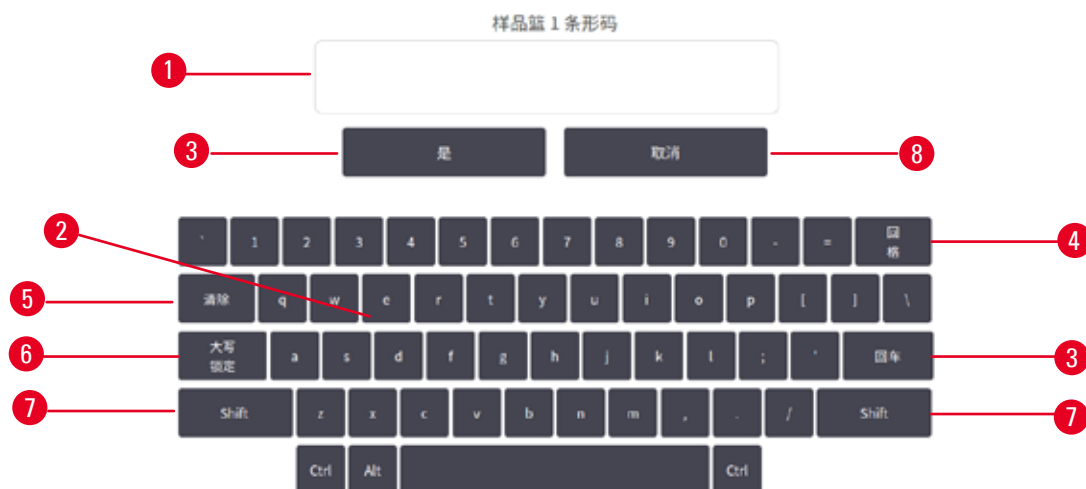 样品篮 1 条形码
1
3 是 取消 8
2
` 1 2 3 4 5 6 7 8 9 0 - = 回格 4
5 清除 q w e r t y u i o p [ ] \
6 大写锁定 a s d f g h j k l ; ' 回车 3
7 Shift z x c v b n m , . / Shift 7
Ctrl Alt Ctrl